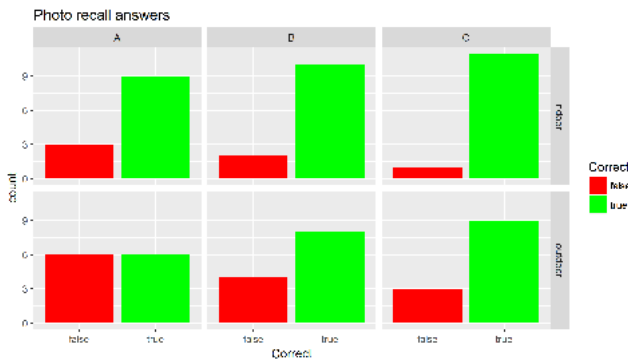 Photo recall answers
A B C
9
6
3
0
indoor
count
Correct
false
true
9
6
3
0
outdoor
false true false true false true
Correct